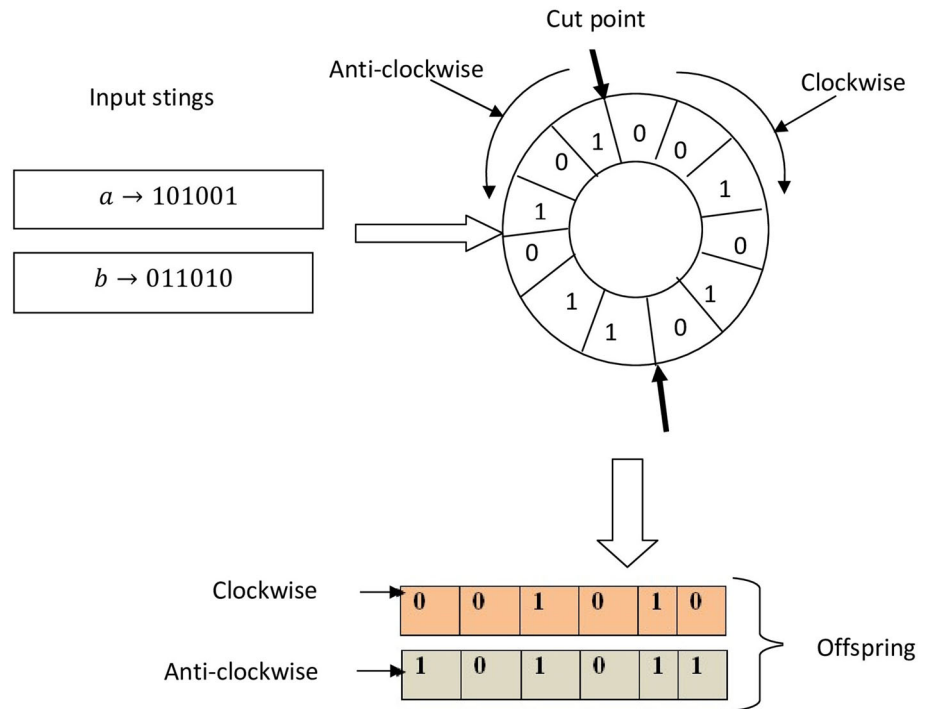 Cut point
Anti-clockwise
Clockwise
Input stings
a → 101001
b → 011010
1
0
1
0
0
1
0
1
0
1
1
0
Clockwise
0 0 1 0 1 0
Anti-clockwise
1 0 1 0 1 1
Offspring